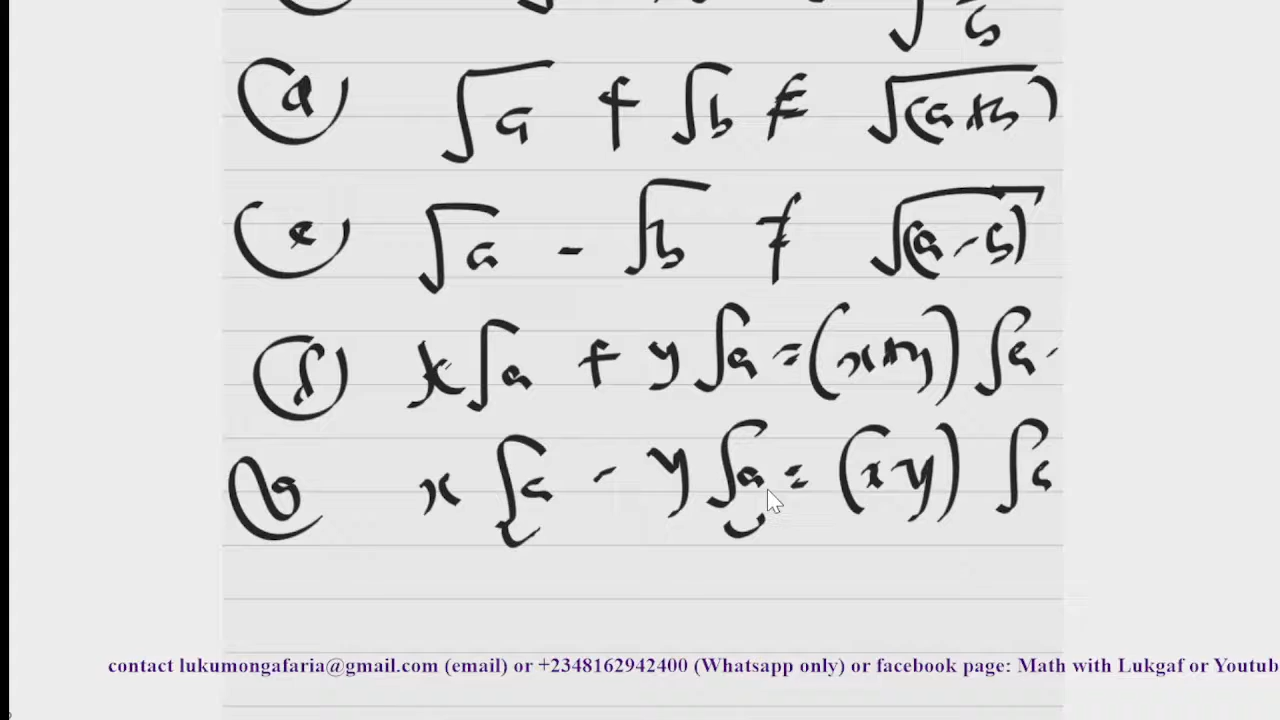 (d) √a + √b ≠ √(a+b)
(e) √a - √b ≠ √(a-b)
(f) x√a + y√a = (x+y)√a
(g) x√a - y√a = (x-y)√a
contact lukumongafaria@gmail.com (email) or +2348162942400 (Whatsapp only) or facebook page: Math with Lukgaf or Youtub